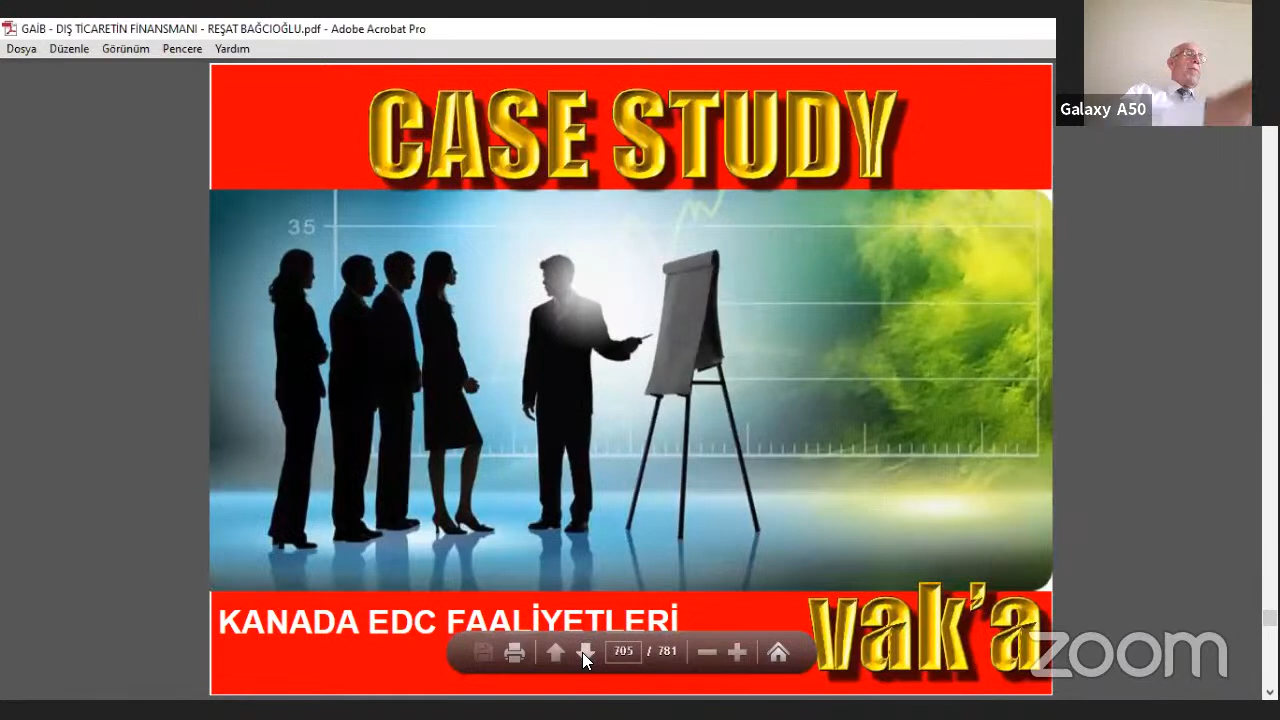 GAİB - DIŞ TİCARETİN FİNANSMANI - REŞAT BAĞCIOĞLU.pdf - Adobe Acrobat Pro
Dosya Düzenle Görünüm Pencere Yardım
Galaxy A50
CASE STUDY
35
KANADA EDC FAALİYETLERİ
vak'a
705 / 781
zoom